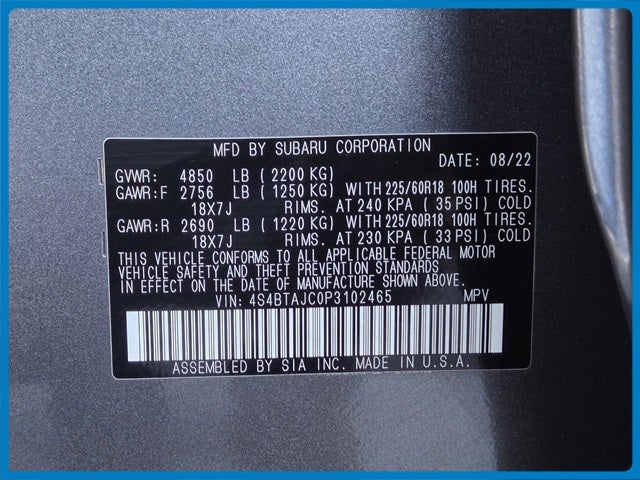 MFD BY SUBARU CORPORATION
DATE: 08/22
GVWR: 4850 LB (2200 KG)
GAWR:F 2756 LB (1250 KG) WITH 225/60R18 100H TIRES.
18X7J RIMS. AT 240 KPA (35 PSI) COLD
GAWR:R 2690 LB (1220 KG) WITH 225/60R18 100H TIRES.
18X7J RIMS. AT 230 KPA (33 PSI) COLD
THIS VEHICLE CONFORMS TO ALL APPLICABLE FEDERAL MOTOR
VEHICLE SAFETY AND THEFT PREVENTION STANDARDS
IN EFFECT ON THE DATE OF MANUFACTURE SHOWN ABOVE.
VIN: 4S4BTAJC0P3102465 MPV
ASSEMBLED BY SIA INC. MADE IN U.S.A.